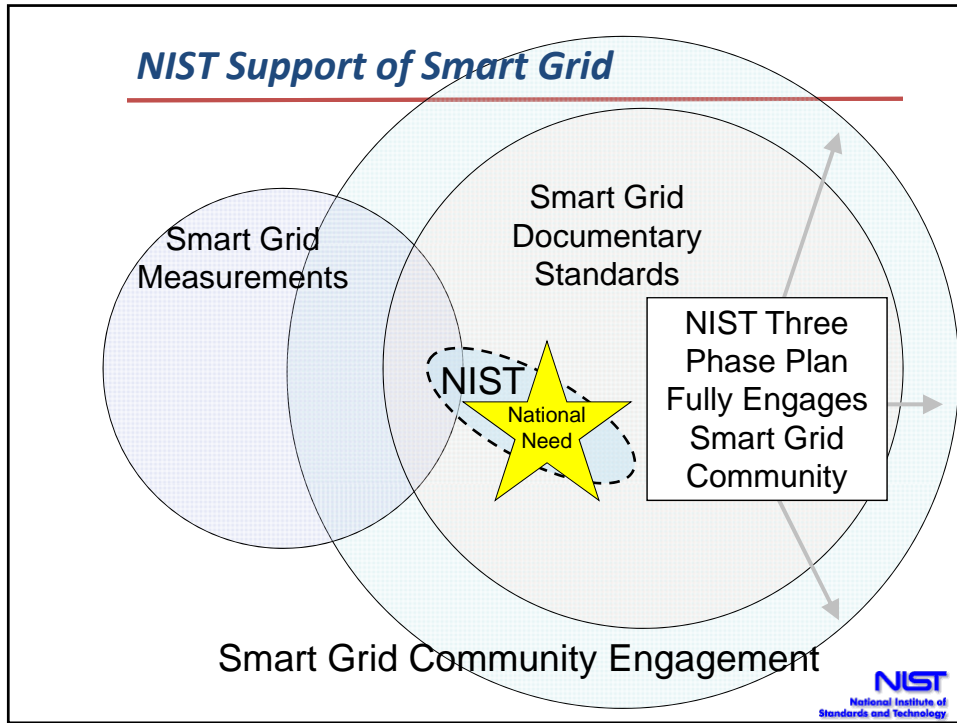 NIST Support of Smart Grid
Smart Grid
Measurements
Smart Grid
Documentary
Standards
NIST
National
Need
NIST Three
Phase Plan
Fully Engages
Smart Grid
Community
Smart Grid Community Engagement
NIST
National Institute of
Standards and Technology